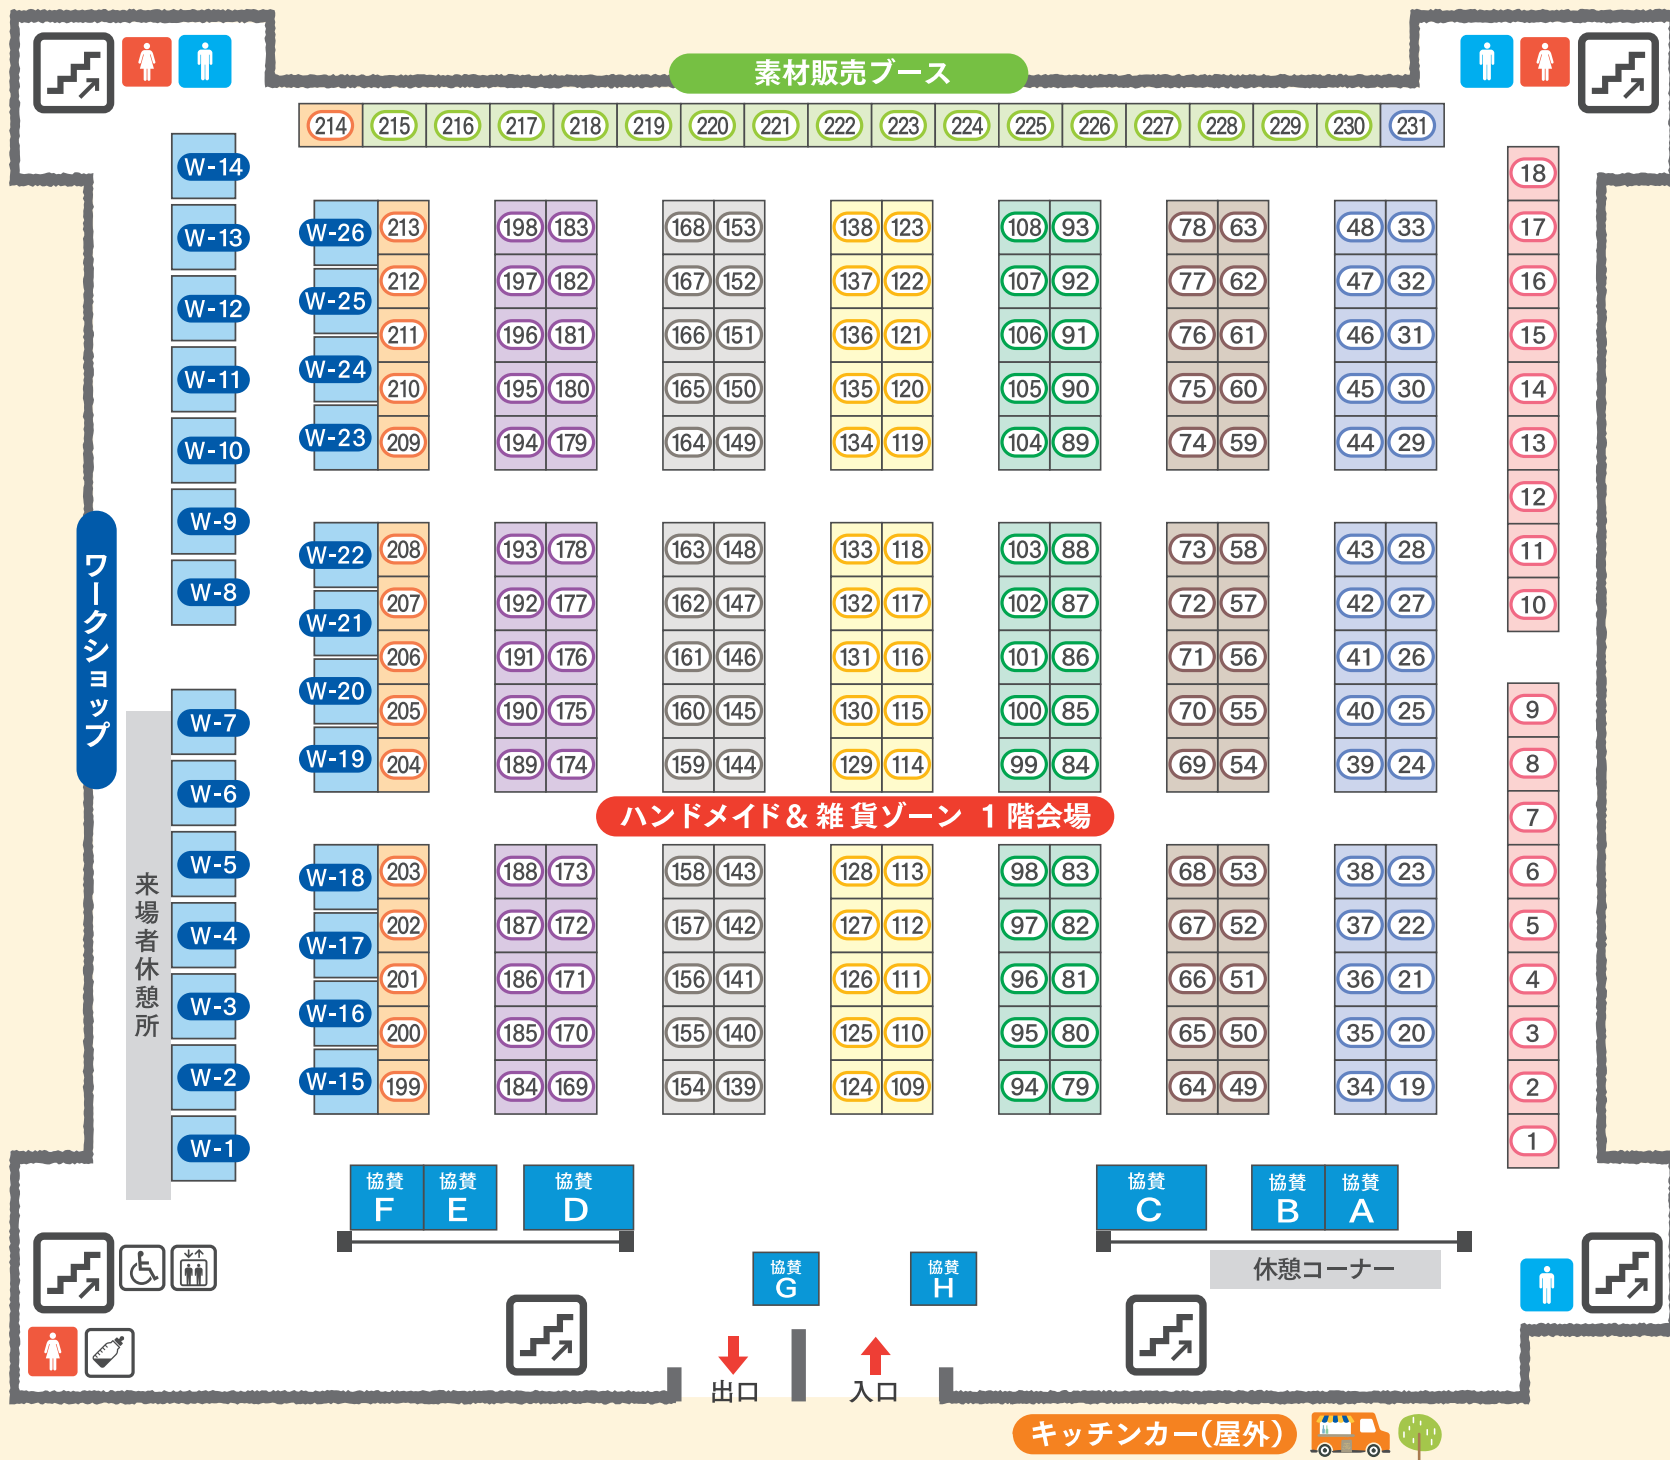 素材販売ブース
214 215 216 217 218 219 220 221 222 223 224 225 226 227 228 229 230 231
W-14
W-13
W-12
W-11
W-10
W-9
W-8
W-7
W-6
W-5
W-4
W-3
W-2
W-1
ワークショップ
来場者休憩所
W-26
W-25
W-24
W-23
213 198 183 168 153 138 123 108 93 78 63 48 33
212 197 182 167 152 137 122 107 92 77 62 47 32
211 196 181 166 151 136 121 106 91 76 61 46 31
210 195 180 165 150 135 120 105 90 75 60 45 30
209 194 179 164 149 134 119 104 89 74 59 44 29
W-22
W-21
W-20
W-19
208 193 178 163 148 133 118 103 88 73 58 43 28
207 192 177 162 147 132 117 102 87 72 57 42 27
206 191 176 161 146 131 116 101 86 71 56 41 26
205 190 175 160 145 130 115 100 85 70 55 40 25
204 189 174 159 144 129 114 99 84 69 54 39 24
ハンドメイド&雑貨ゾーン 1階会場
W-18
W-17
W-16
W-15
203 188 173 158 143 128 113 98 83 68 53 38 23
202 187 172 157 142 127 112 97 82 67 52 37 22
201 186 171 156 141 126 111 96 81 66 51 36 21
200 185 170 155 140 125 110 95 80 65 50 35 20
199 184 169 154 139 124 109 94 79 64 49 34 19
18
17
16
15
14
13
12
11
10
9
8
7
6
5
4
3
2
1
協賛
F
協賛
E
協賛
D
協賛
C
協賛
B
協賛
A
協賛
G
協賛
H
休憩コーナー
出口
入口
キッチンカー(屋外)